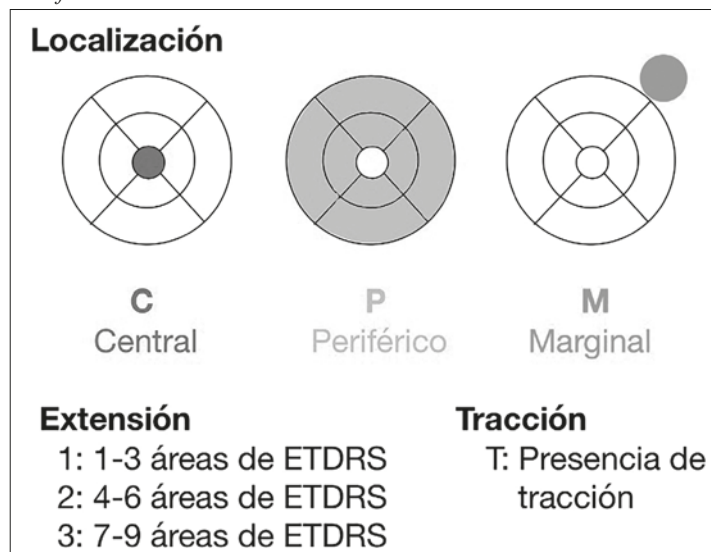 Localización
C
Central
P
Periférico
M
Marginal
Extensión
1: 1-3 áreas de ETDRS
2: 4-6 áreas de ETDRS
3: 7-9 áreas de ETDRS
Tracción
T: Presencia de
tracción